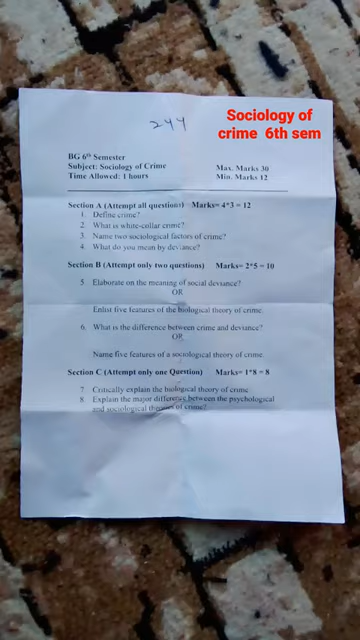 Sociology of
crime 6th sem
244
BG 6th Semester
Subject: Sociology of Crime Max. Marks 30
Time Allowed: 1 hours Min. Marks 12
Section A (Attempt all question) Marks= 4*3 = 12
1. Define crime?
2. What is white-collar crime?
3. Name two sociological factors of crime?
4. What do you mean by deviance?
Section B (Attempt only two questions) Marks= 2*5 = 10
5. Elaborate on the meaning of social deviance?
OR
Enlist five features of the biological theory of crime.
6. What is the difference between crime and deviance?
OR
Name five features of a sociological theory of crime.
Section C (Attempt only one Question) Marks= 1*8 = 8
7. Critically explain the biological theory of crime.
8. Explain the major difference between the psychological
and sociological theories of crime?